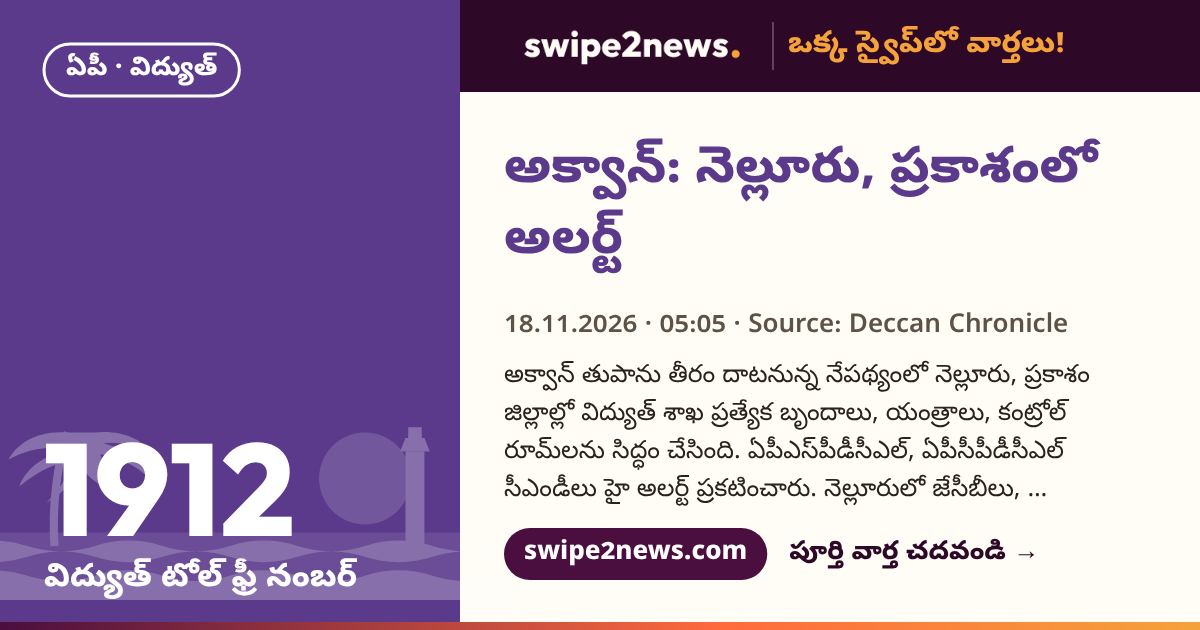 ఏపీ · విద్యుత్
1912
విద్యుత్ టోల్ ఫ్రీ నంబర్
swipe2news.
ఒక్క స్వైప్‌లో వార్తలు!
అక్వాన్: నెల్లూరు, ప్రకాశంలో
అలర్ట్
18.11.2026 · 05:05 · Source: Deccan Chronicle
అక్వాన్ తుపాను తీరం దాటనున్న నేపథ్యంలో నెల్లూరు, ప్రకాశం
జిల్లాల్లో విద్యుత్ శాఖ ప్రత్యేక బృందాలు, యంత్రాలు, కంట్రోల్
రూమ్‌లను సిద్ధం చేసింది. ఏపీఎస్‌పీడీసీఎల్, ఏపీసీపీడీసీఎల్
సీఎండీలు హై అలర్ట్ ప్రకటించారు. నెల్లూరులో జేసీబీలు, ...
swipe2news.com
పూర్తి వార్త చదవండి →